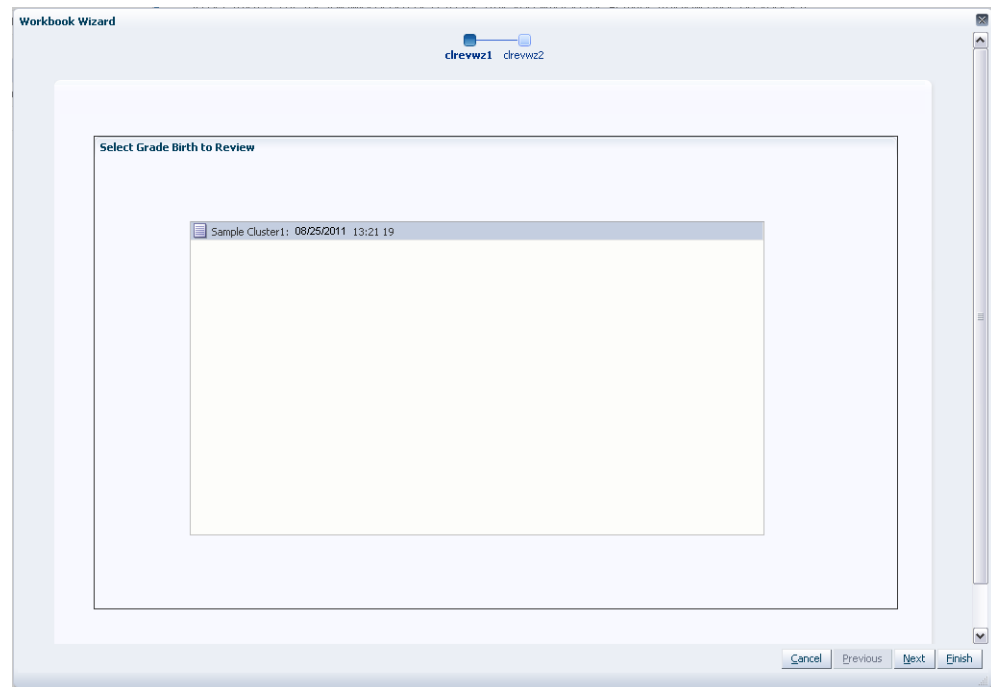 Workbook Wizard
clrevwz1 clrevwz2
Select Grade Birth to Review
Sample Cluster1: 08/25/2011 13:21 19
Cancel Previous Next Finish